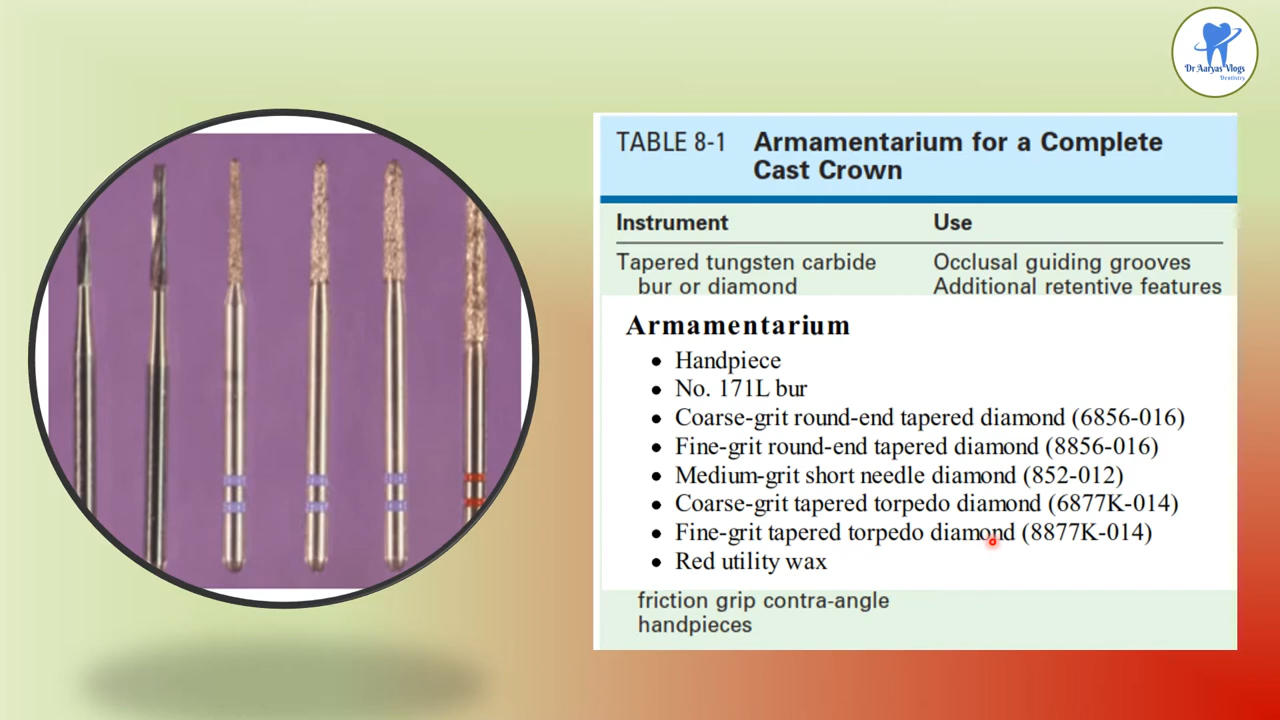 Dr Aaryas Vlogs
Dentistry
TABLE 8-1 Armamentarium for a Complete
Cast Crown
Instrument Use
Tapered tungsten carbide Occlusal guiding grooves
bur or diamond Additional retentive features
Armamentarium
• Handpiece
• No. 171L bur
• Coarse-grit round-end tapered diamond (6856-016)
• Fine-grit round-end tapered diamond (8856-016)
• Medium-grit short needle diamond (852-012)
• Coarse-grit tapered torpedo diamond (6877K-014)
• Fine-grit tapered torpedo diamond (8877K-014)
• Red utility wax
friction grip contra-angle
handpieces